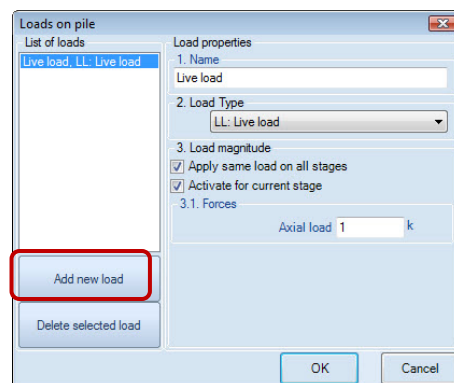 Loads on pile
List of loads
Live load, LL: Live load
Add new load
Delete selected load
Load properties
1. Name
Live load
2. Load Type
LL: Live load
3. Load magnitude
Apply same load on all stages
Activate for current stage
3.1. Forces
Axial load 1 k
OK Cancel